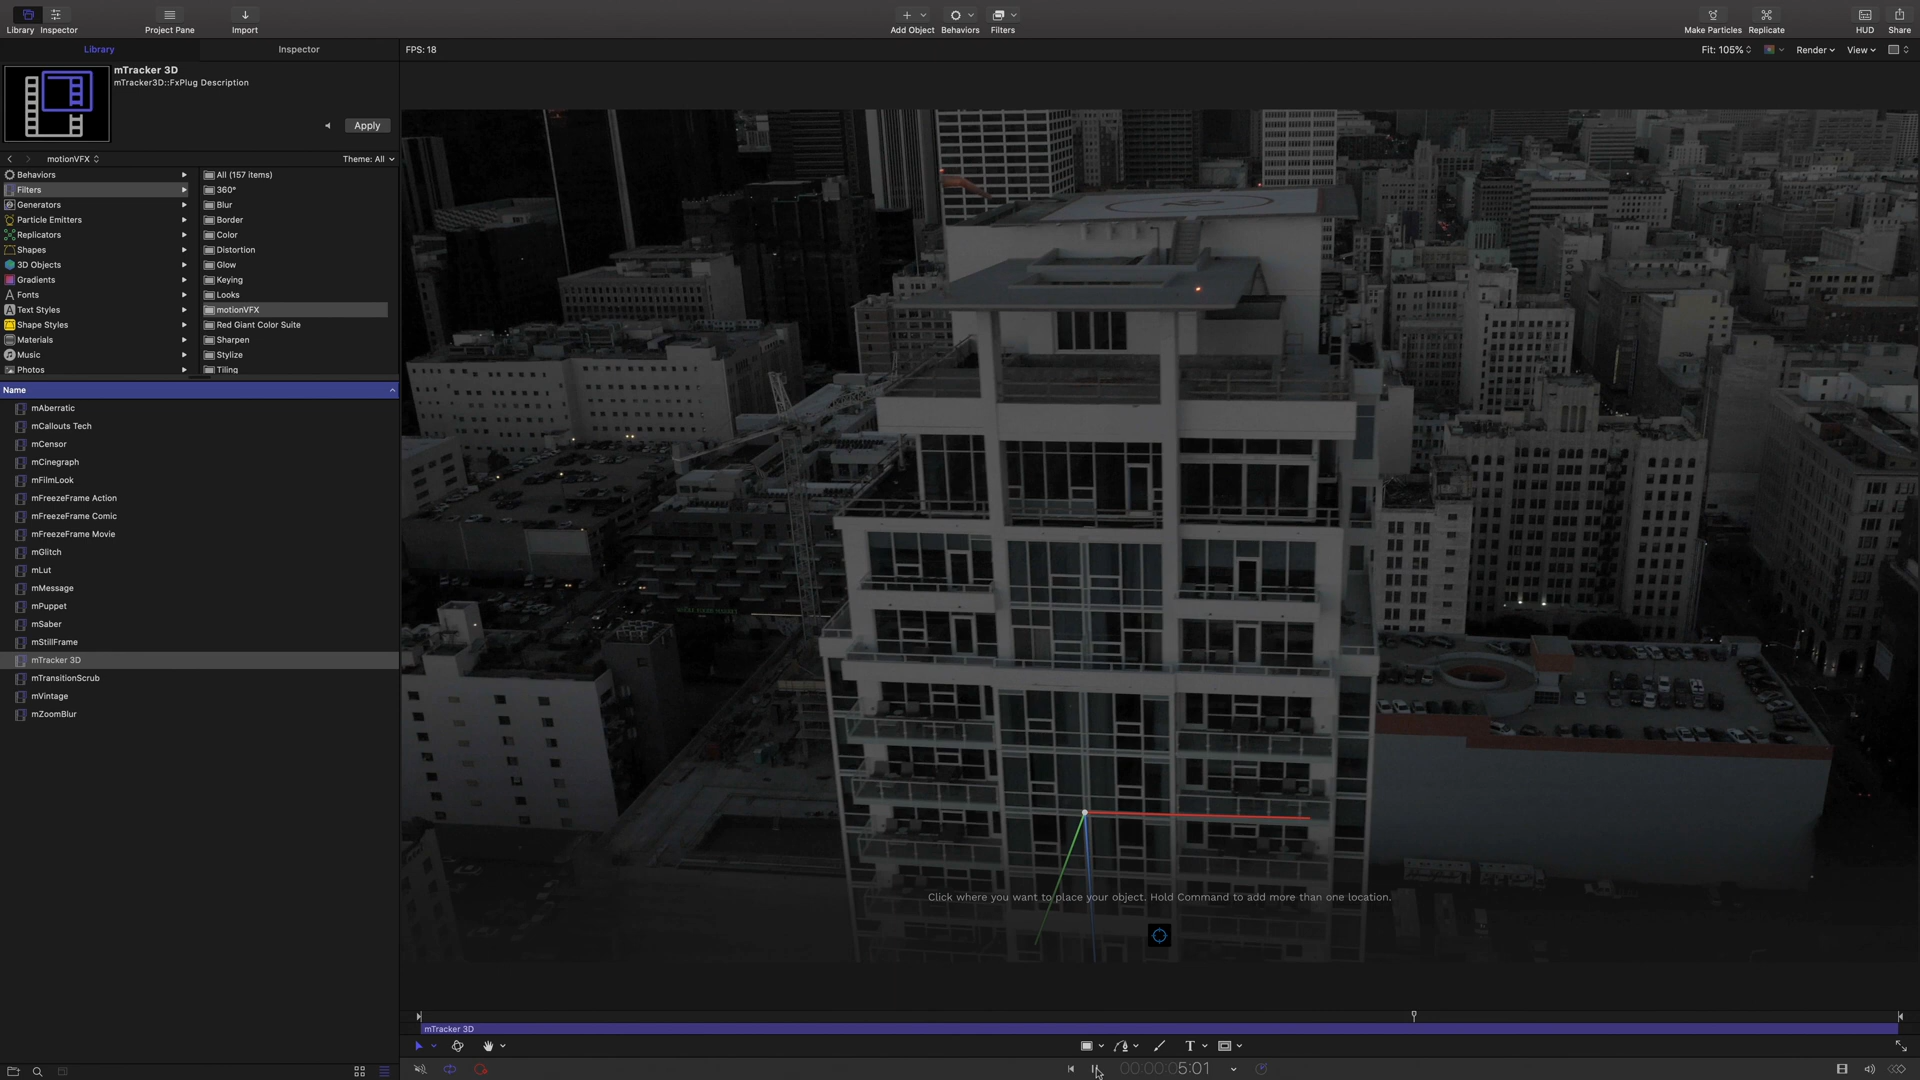 Library
Inspector
Project Pane
Import
Add Object
Behaviors
Filters
Make Particles
Replicate
HUD
Share
Library
Inspector
FPS: 18
Fit: 105%
Render
View
mTracker 3D
mTracker3D::FxPlug Description
Apply
motionVFX
Theme: All
Behaviors
Filters
Generators
Particle Emitters
Replicators
Shapes
3D Objects
Gradients
Fonts
Text Styles
Shape Styles
Materials
Music
Photos
All (157 items)
360°
Blur
Border
Color
Distortion
Glow
Keying
Looks
motionVFX
Red Giant Color Suite
Sharpen
Stylize
Tiling
Name
mAberratic
mCallouts Tech
mCensor
mCinegraph
mFilmLook
mFreezeFrame Action
mFreezeFrame Comic
mFreezeFrame Movie
mGlitch
mLut
mMessage
mPuppet
mSaber
mStillFrame
mTracker 3D
mTransitionScrub
mVintage
mZoomBlur
Click where you want to place your object. Hold Command to add more than one location.
mTracker 3D
T
00:00:05:01